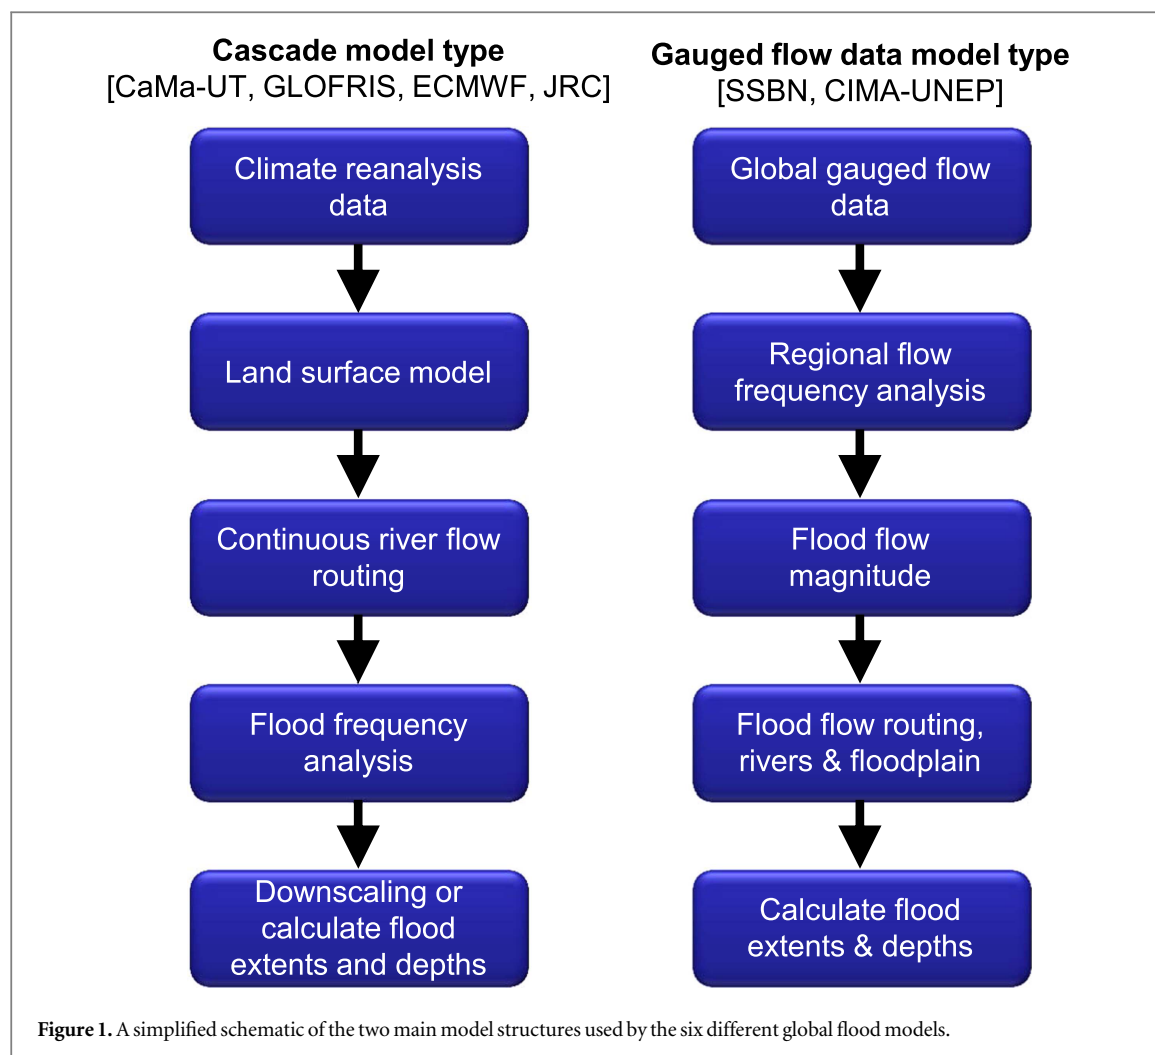 Cascade model type
[CaMa-UT, GLOFRIS, ECMWF, JRC]
Climate reanalysis
data
Land surface model
Continuous river flow
routing
Flood frequency
analysis
Downscaling or
calculate flood
extents and depths
Gauged flow data model type
[SSBN, CIMA-UNEP]
Global gauged flow
data
Regional flow
frequency analysis
Flood flow
magnitude
Flood flow routing,
rivers & floodplain
Calculate flood
extents & depths
Figure 1. A simplified schematic of the two main model structures used by the six different global flood models.